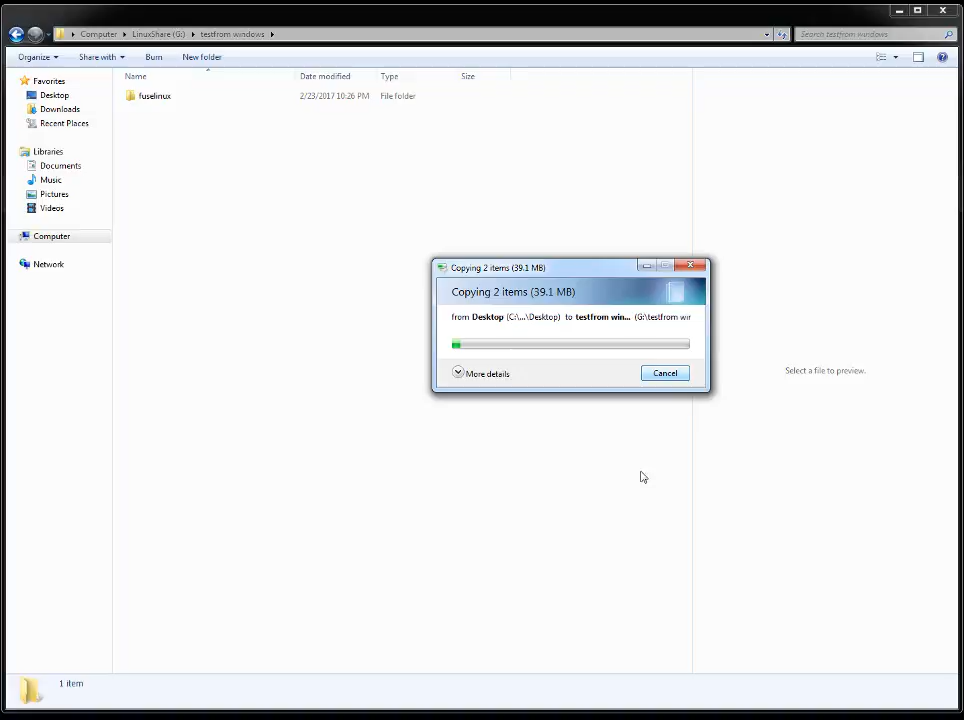 Computer LinuxShare (G:) testfrom windows
Search testfrom windows
Organize Share with Burn New folder
Name Date modified Type Size
fuselinux 2/23/2017 10:26 PM File folder
Favorites
Desktop
Downloads
Recent Places
Libraries
Documents
Music
Pictures
Videos
Computer
Network
Copying 2 items (39.1 MB)
Copying 2 items (39.1 MB)
from Desktop (C:\...\Desktop) to testfrom win... (G:\testfrom wir
More details
Cancel
Select a file to preview.
1 item